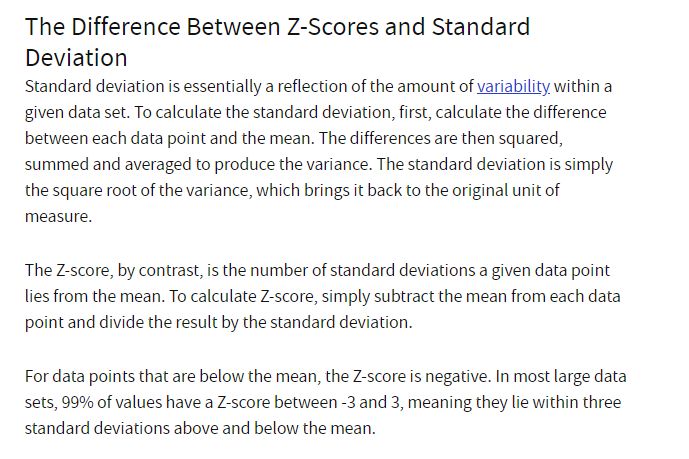 The Difference Between Z-Scores and Standard
Deviation
Standard deviation is essentially a reflection of the amount of variability within a
given data set. To calculate the standard deviation, first, calculate the difference
between each data point and the mean. The differences are then squared,
summed and averaged to produce the variance. The standard deviation is simply
the square root of the variance, which brings it back to the original unit of
measure.
The Z-score, by contrast, is the number of standard deviations a given data point
lies from the mean. To calculate Z-score, simply subtract the mean from each data
point and divide the result by the standard deviation.
For data points that are below the mean, the Z-score is negative. In most large data
sets, 99% of values have a Z-score between -3 and 3, meaning they lie within three
standard deviations above and below the mean.